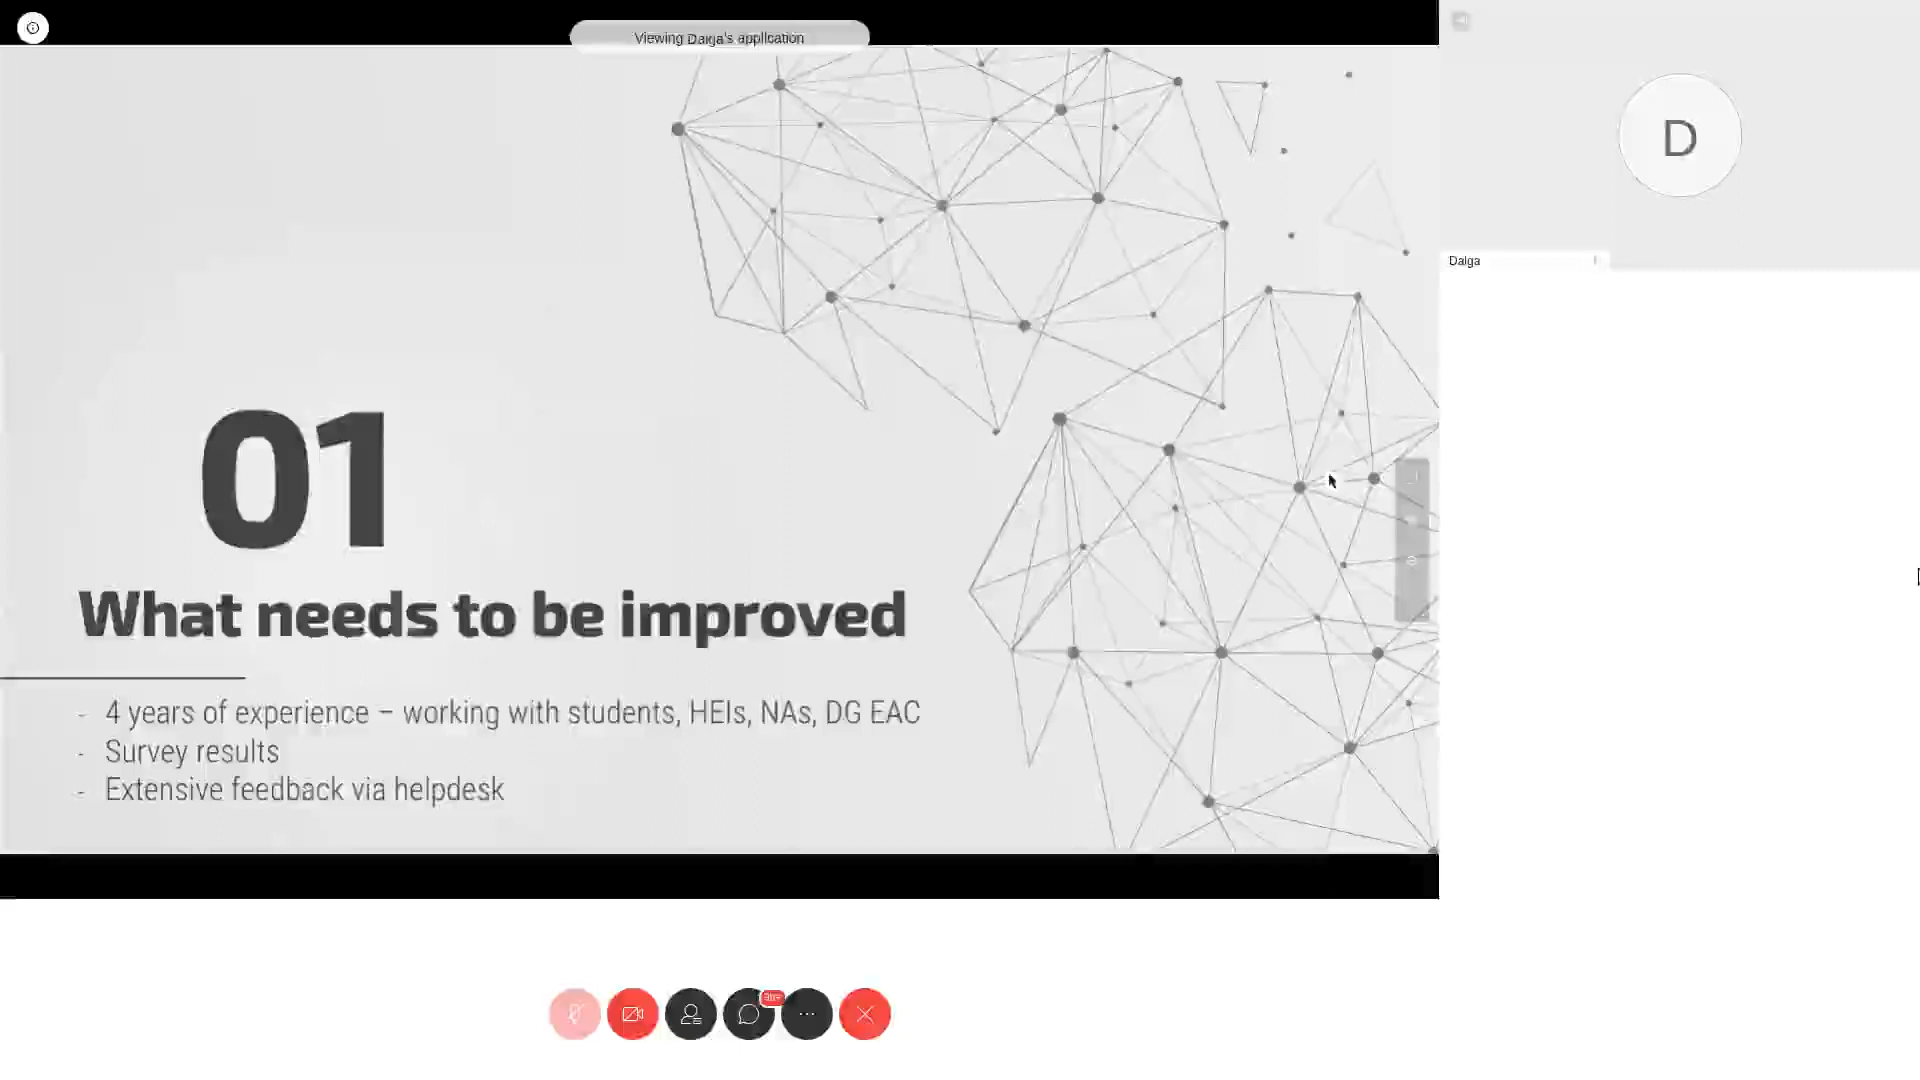 Viewing Daiga's application
D
Daiga
01
What needs to be improved
- 4 years of experience – working with students, HEIs, NAs, DG EAC
- Survey results
- Extensive feedback via helpdesk